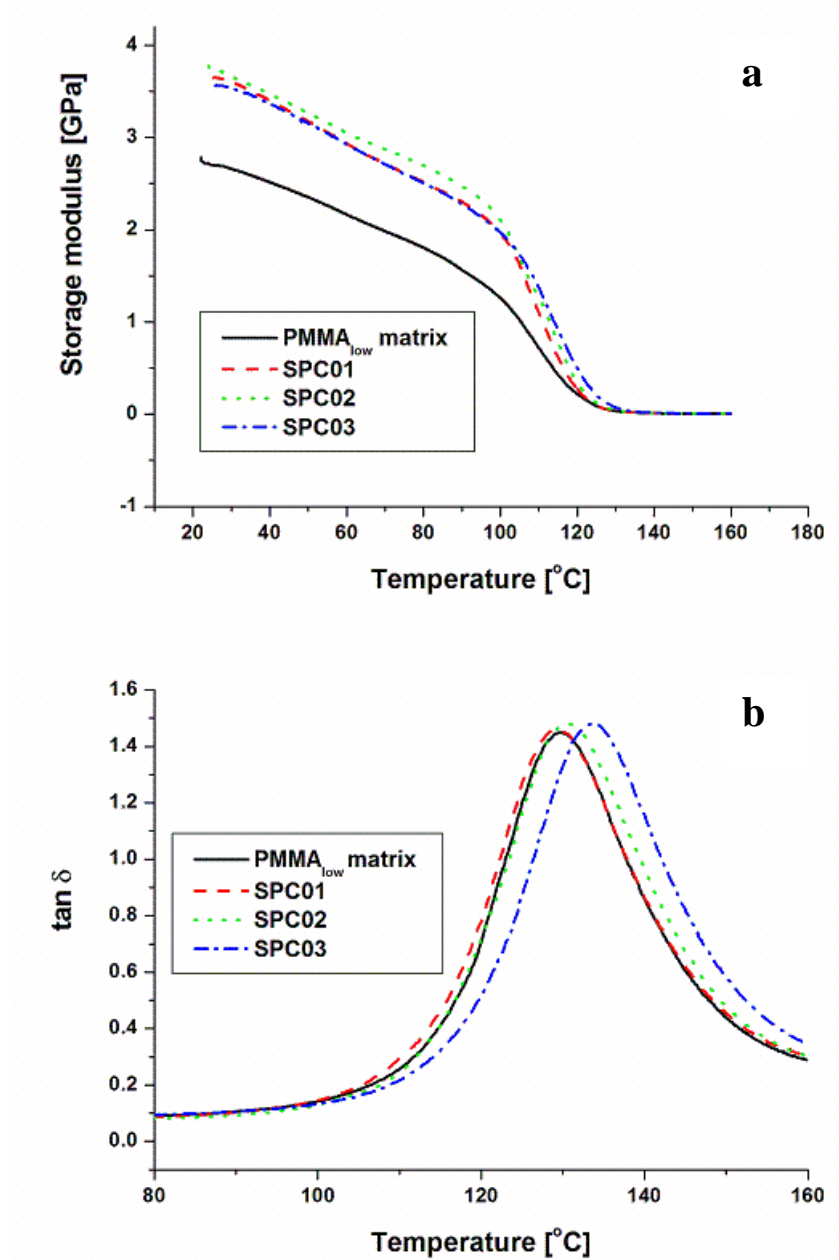 a
4
3
2
1
0
-1
Storage modulus [GPa]
PMMAlow matrix
SPC01
SPC02
SPC03
20 40 60 80 100 120 140 160 180
Temperature [°C]
b
1.6
1.4
1.2
1.0
0.8
0.6
0.4
0.2
0.0
tan δ
PMMAlow matrix
SPC01
SPC02
SPC03
80 100 120 140 160
Temperature [°C]